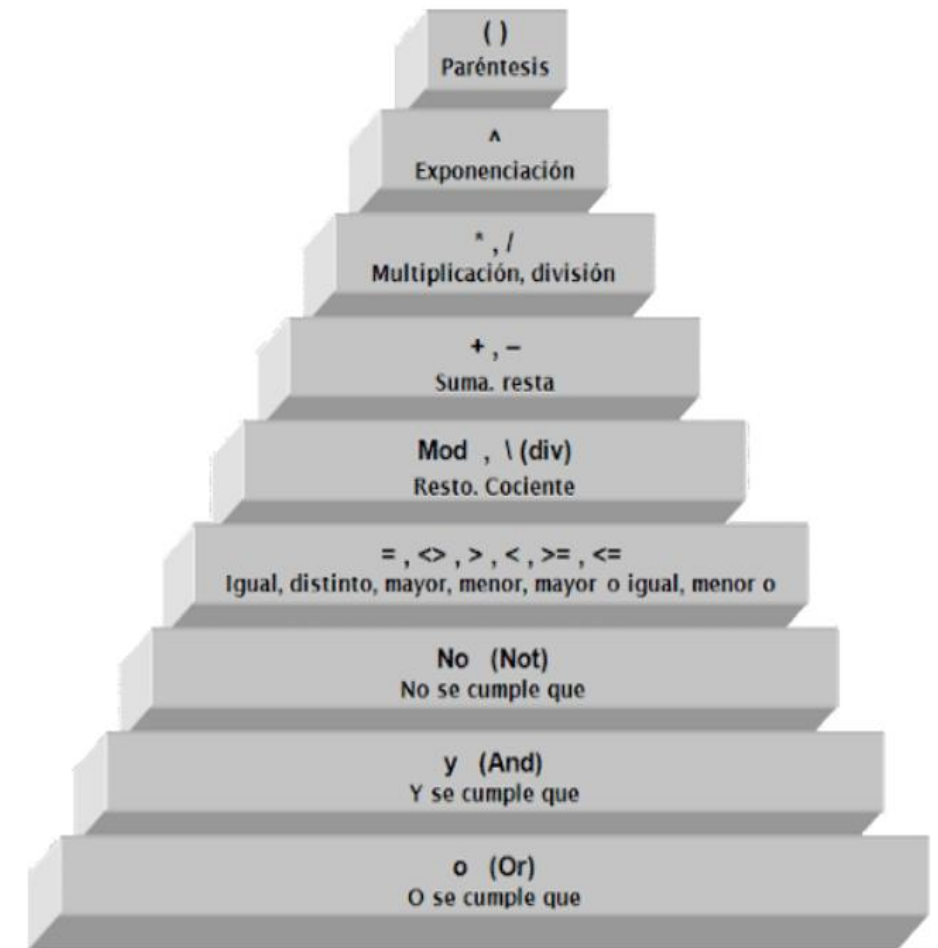 ( )
Paréntesis
^
Exponenciación
* , /
Multiplicación, división
+ , –
Suma. resta
Mod , \ (div)
Resto. Cociente
= , <> , > , < , >= , <=
Igual, distinto, mayor, menor, mayor o igual, menor o
No (Not)
No se cumple que
y (And)
Y se cumple que
o (Or)
O se cumple que